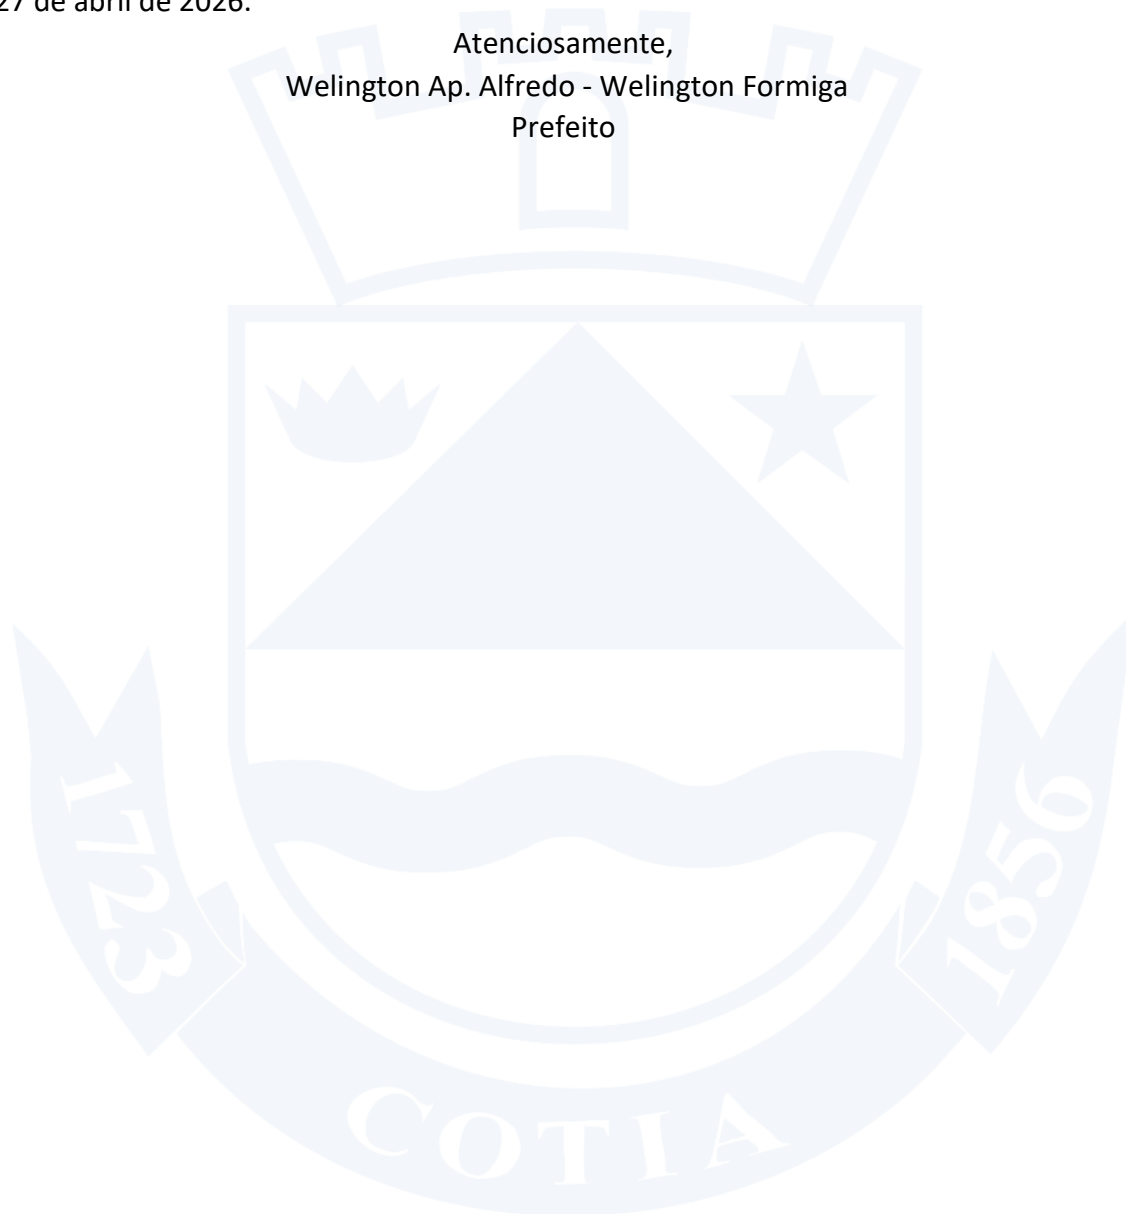 27 de abril de 2026.
Atenciosamente,
Welington Ap. Alfredo - Welington Formiga
Prefeito
1723
1856
COTIA